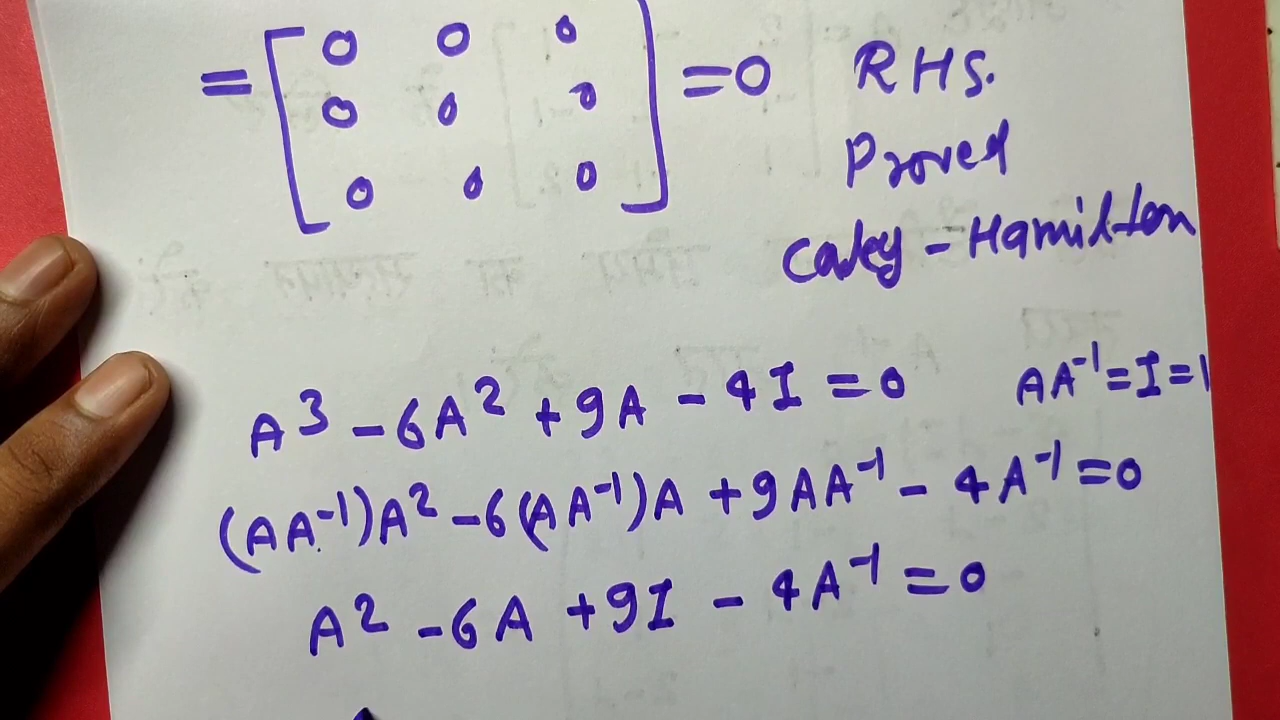 = [ 0 0 0
0 0 0
0 0 0 ] = 0
RHS.
Proved
Caley - Hamilton
A³ - 6A² + 9A - 4I = 0
AA⁻¹ = I = 1
(AA⁻¹)A² - 6(AA⁻¹)A + 9AA⁻¹ - 4A⁻¹ = 0
A² - 6A + 9I - 4A⁻¹ = 0